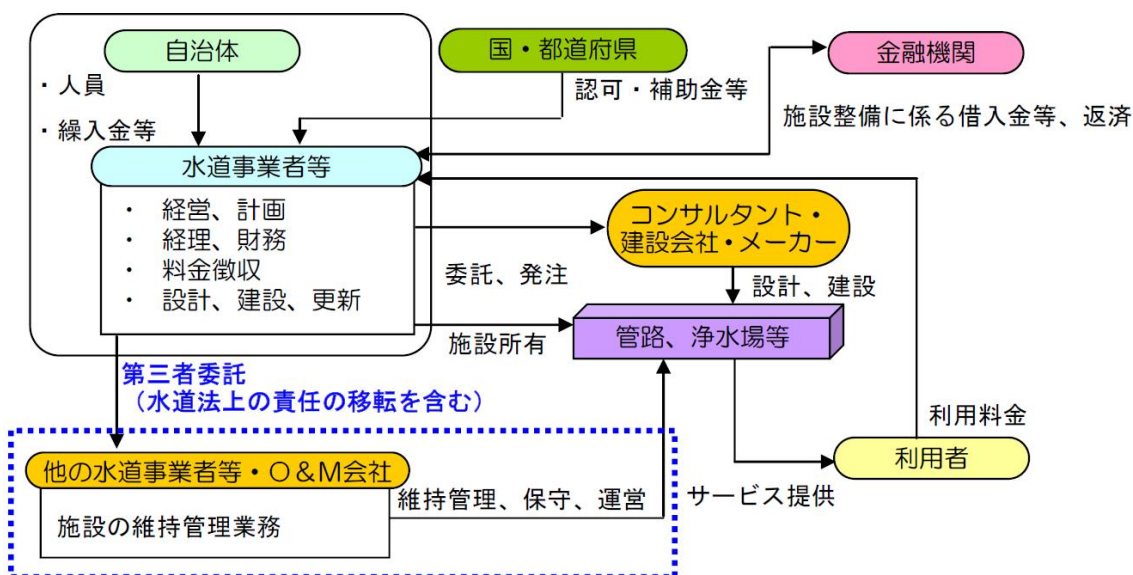 自治体
国・都道府県
金融機関
・人員
・繰入金等
認可・補助金等
施設整備に係る借入金等、返済
水道事業者等
・ 経営、計画
・ 経理、財務
・ 料金徴収
・ 設計、建設、更新
コンサルタント・
建設会社・メーカー
委託、発注
設計、建設
施設所有
管路、浄水場等
第三者委託
（水道法上の責任の移転を含む）
利用料金
利用者
他の水道事業者等・O＆M会社
施設の維持管理業務
維持管理、保守、運営
サービス提供